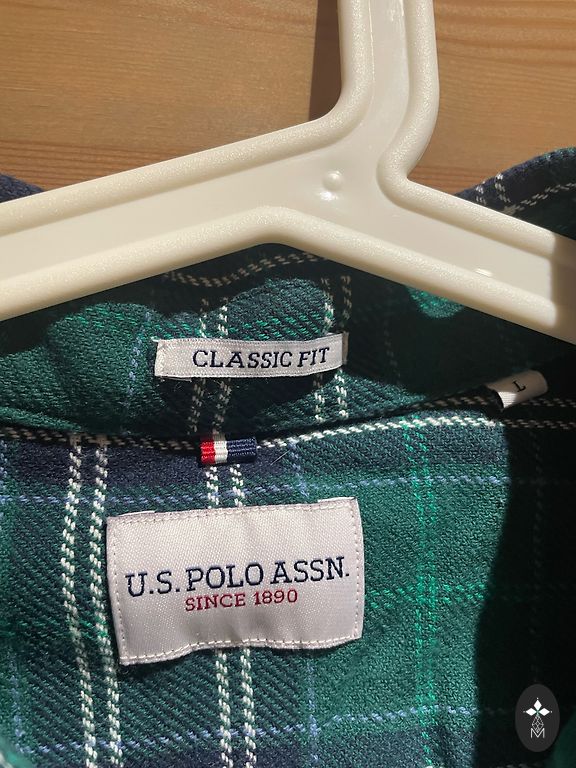 CLASSIC FIT
L
U.S. POLO ASSN.
SINCE 1890
M